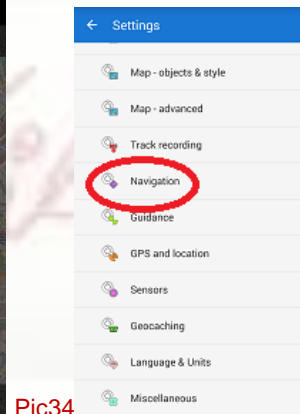 Settings
Map - objects & style
Map - advanced
Track recording
Navigation
Guidance
GPS and location
Sensors
Geocaching
Language & Units
Miscellaneous
Pic34